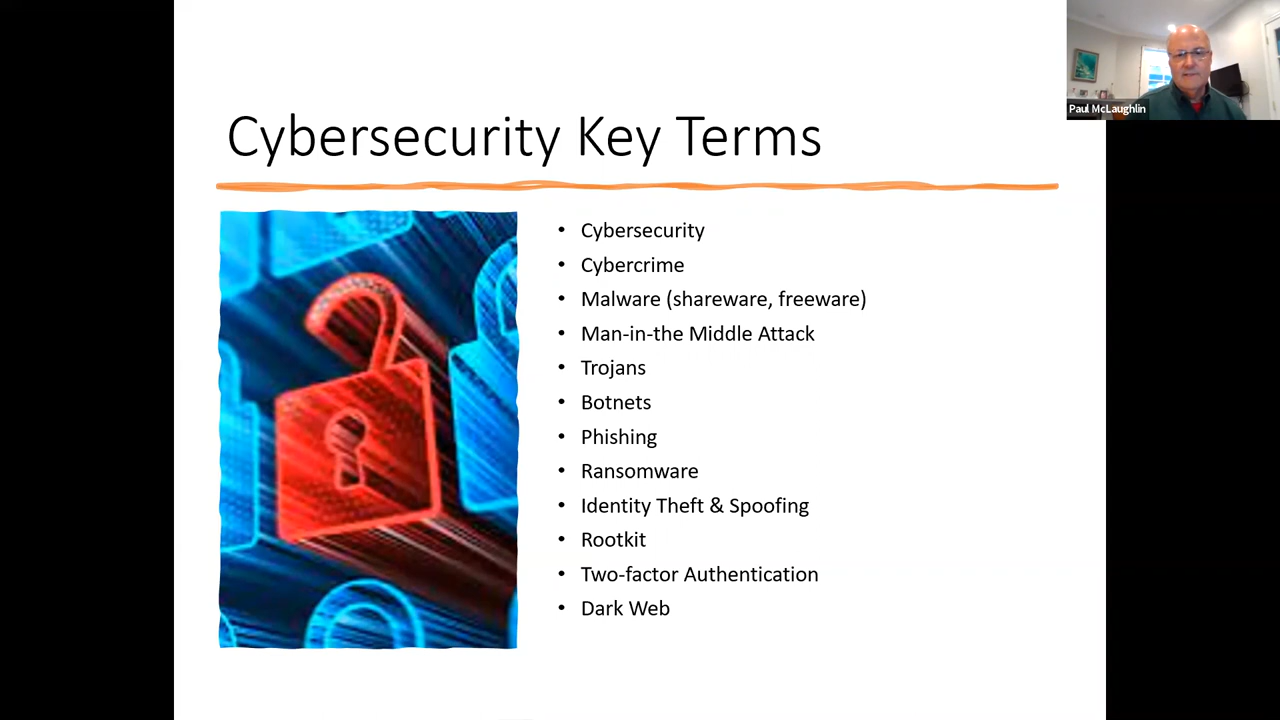 Cybersecurity Key Terms
Paul McLaughlin
• Cybersecurity
• Cybercrime
• Malware (shareware, freeware)
• Man-in-the Middle Attack
• Trojans
• Botnets
• Phishing
• Ransomware
• Identity Theft & Spoofing
• Rootkit
• Two-factor Authentication
• Dark Web